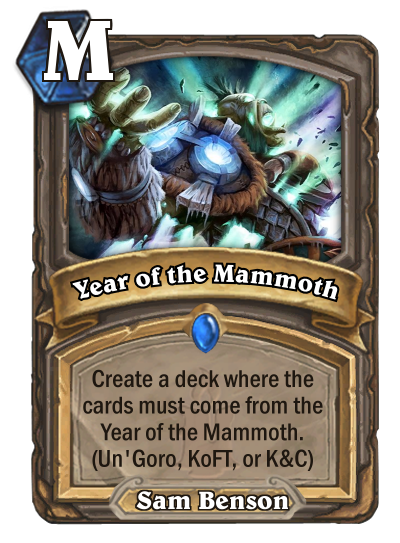 M
Year of the Mammoth
Create a deck where the
cards must come from the
Year of the Mammoth.
(Un'Goro, KoFT, or K&C)
Sam Benson